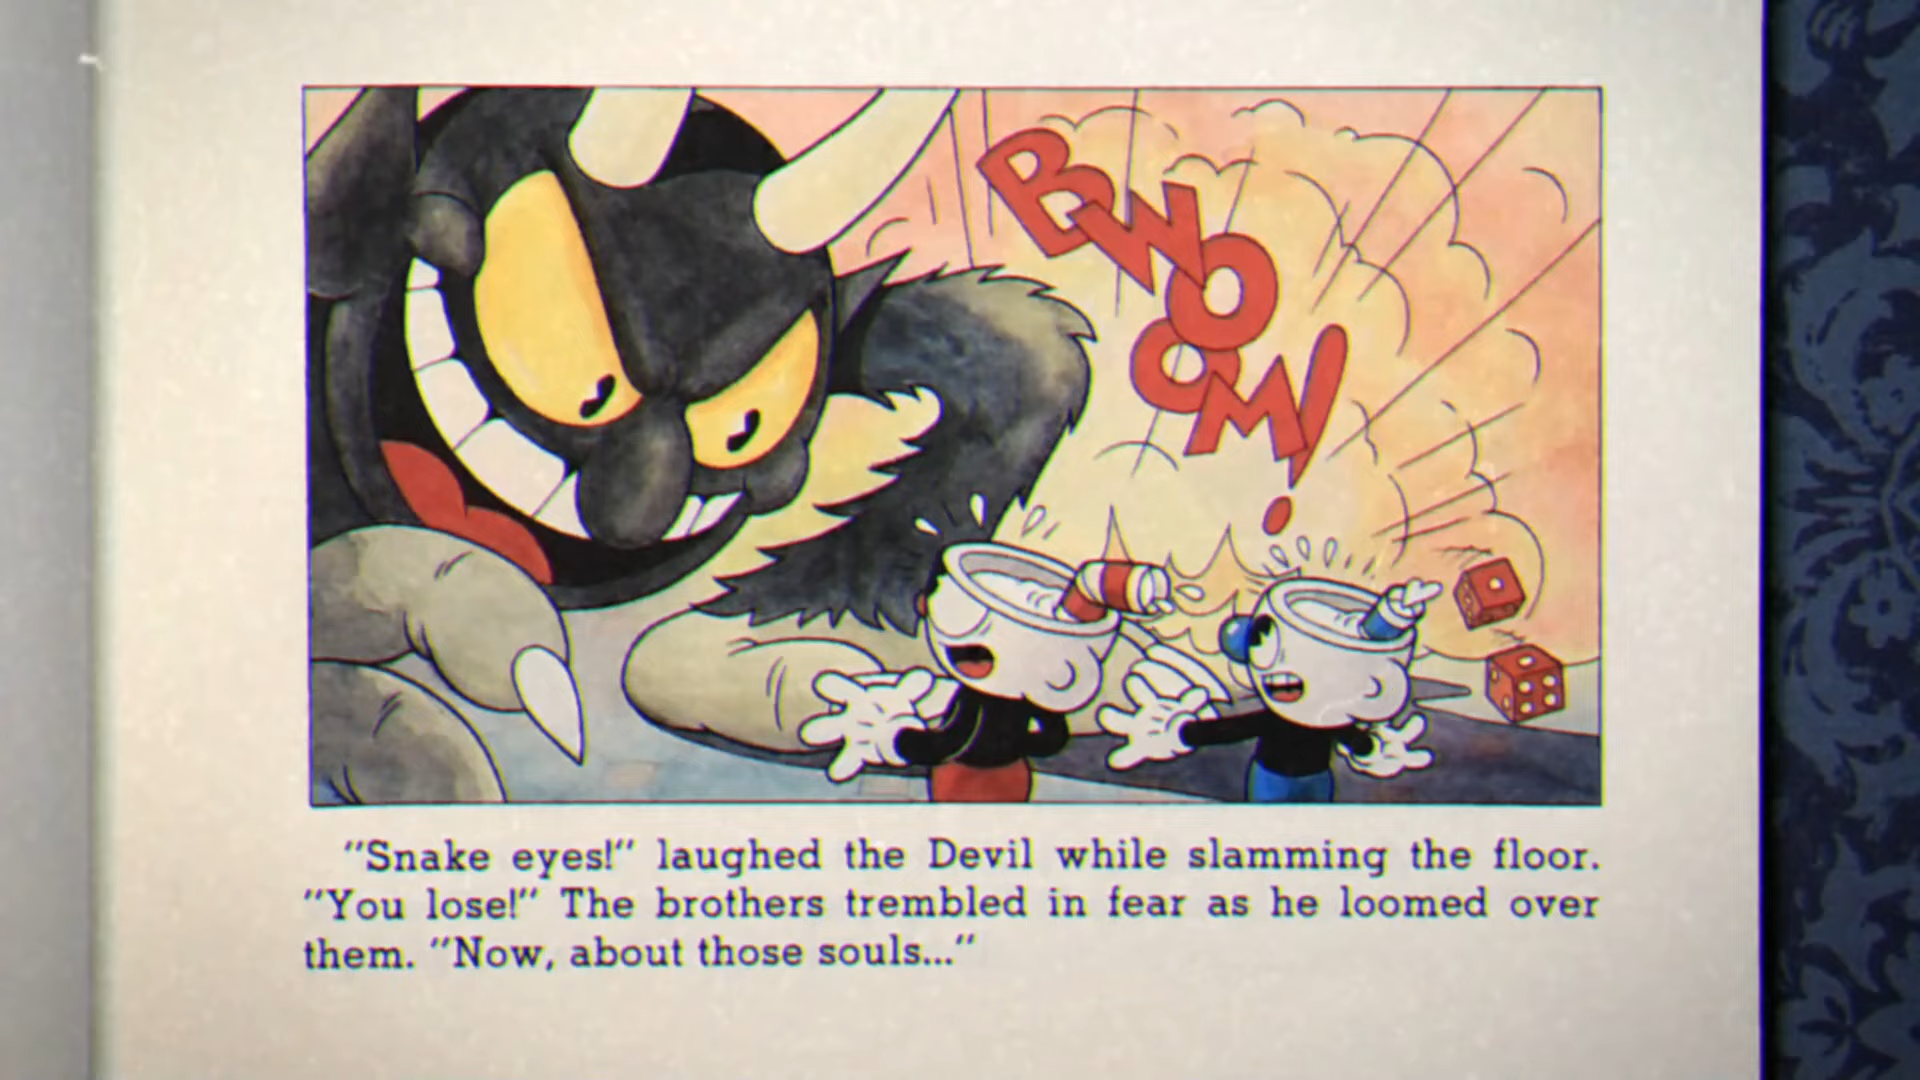 BWOOM!
"Snake eyes!" laughed the Devil while slamming the floor.
"You lose!" The brothers trembled in fear as he loomed over
them. "Now, about those souls..."